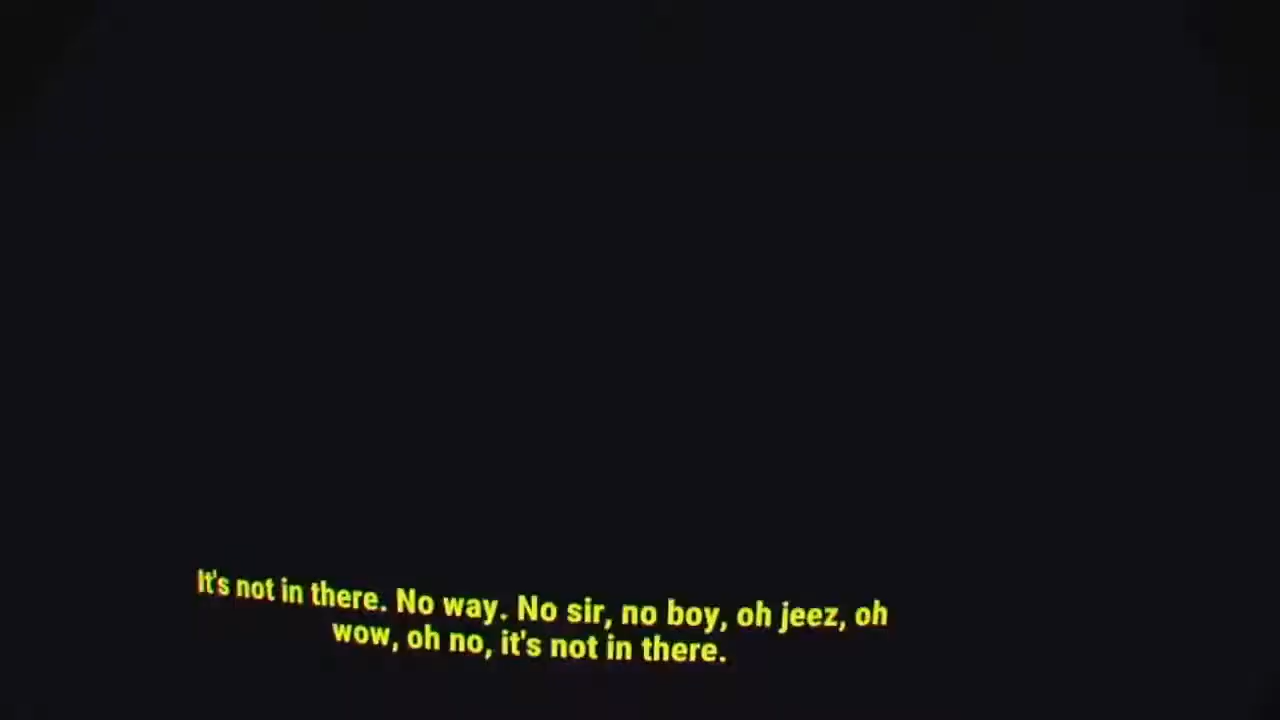 It's not in there. No way. No sir, no boy, oh jeez, oh
wow, oh no, it's not in there.